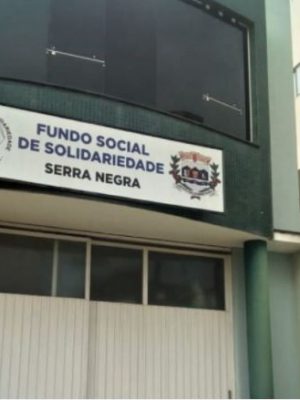 FUNDO SOCIAL
DE SOLIDARIEDADE
SERRA NEGRA